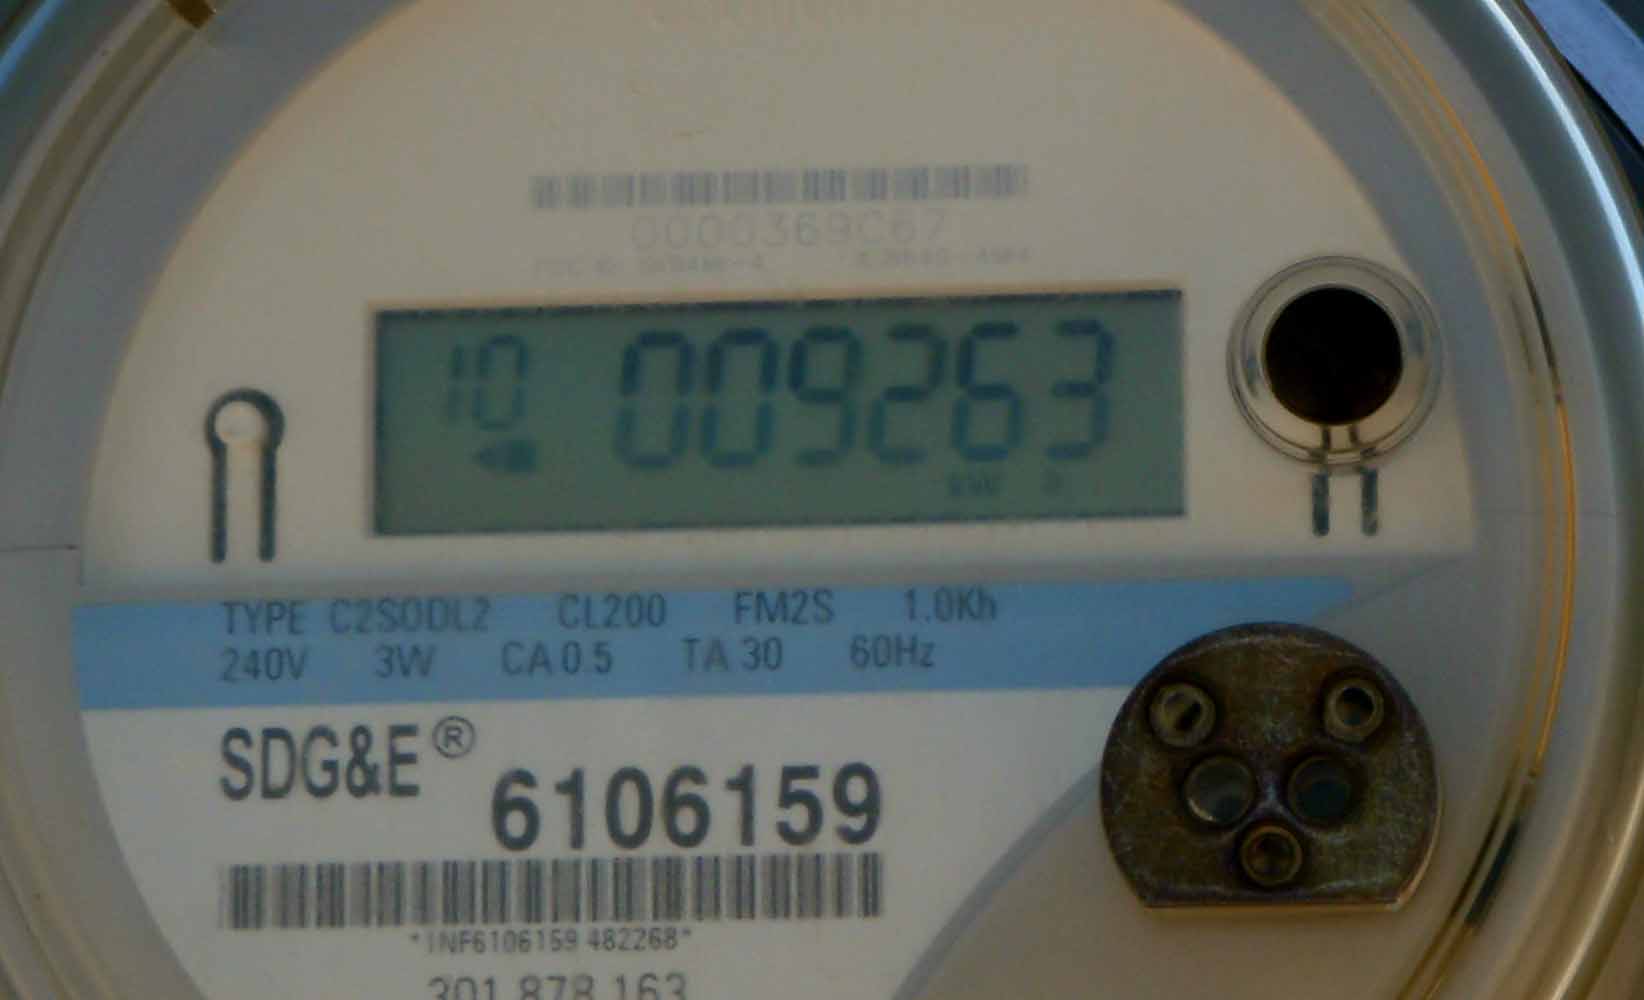 0000369C67
10 009263
TYPE C2SODL2 CL200 FM2S 1.0Kh
240V 3W CA 0 5 TA 30 60Hz
SDG&E®
6106159
*INF6106159 482268*
301 878 163